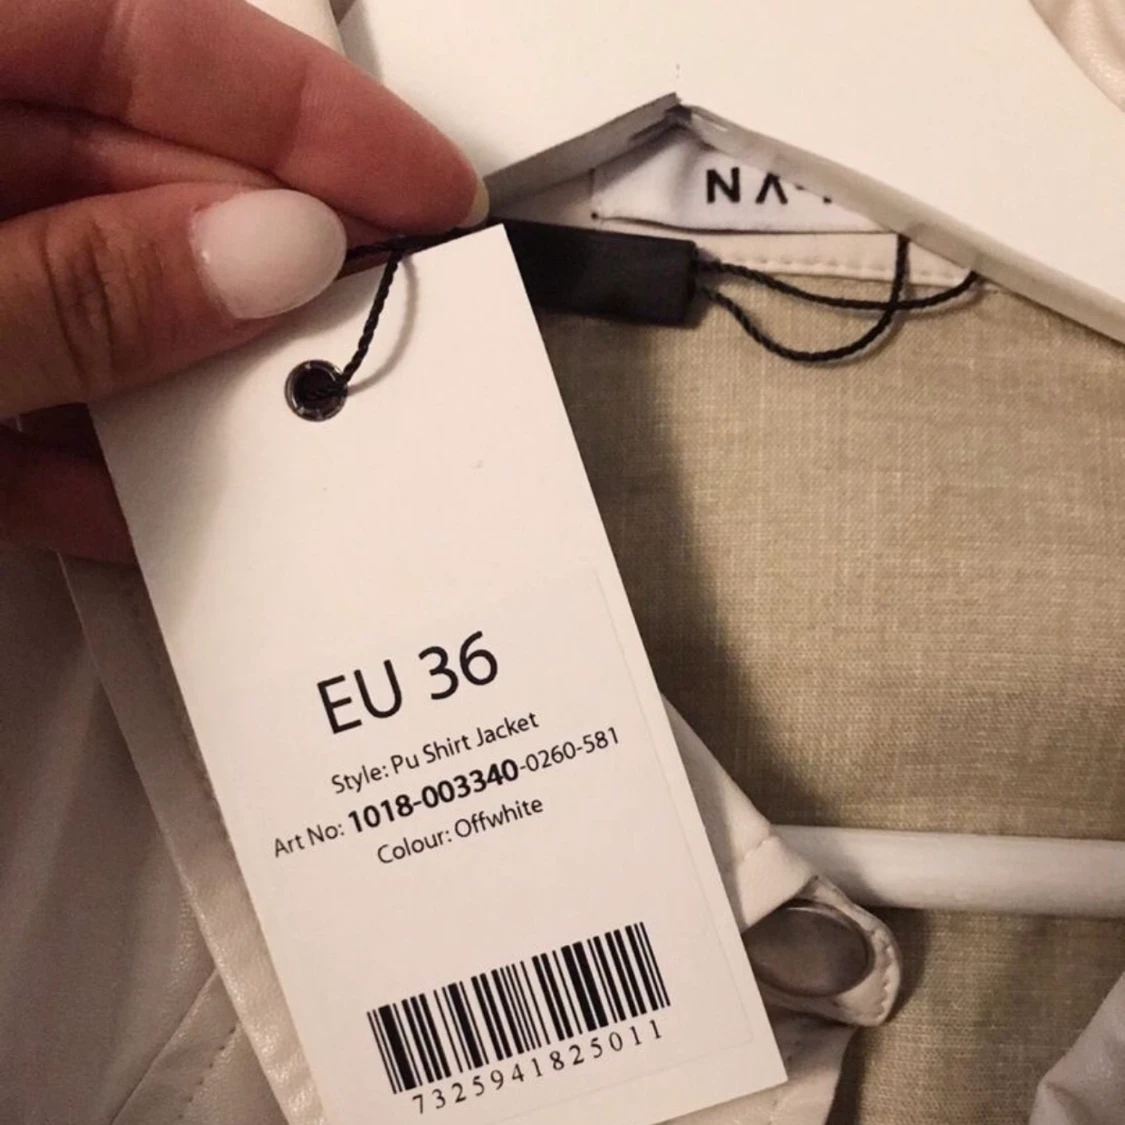 NA-
EU 36
Style: Pu Shirt Jacket
Art No: 1018-003340-0260-581
Colour: Offwhite
7325941825011